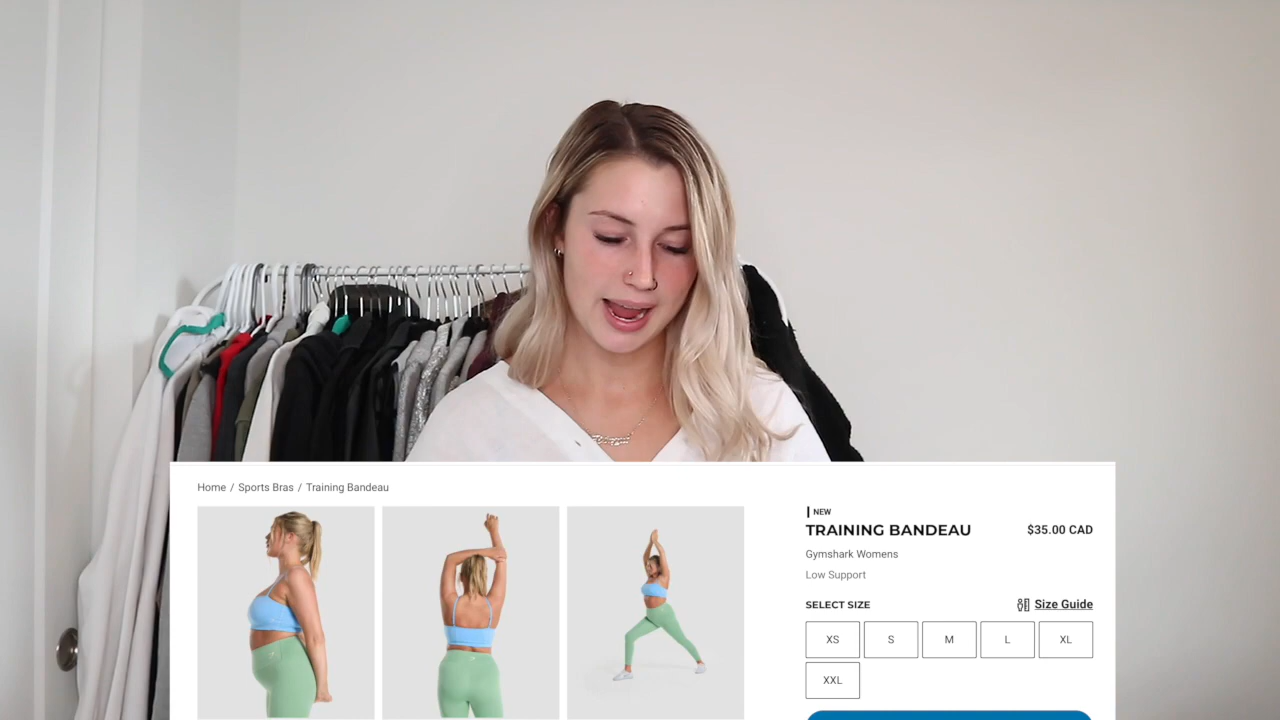 Home / Sports Bras / Training Bandeau
NEW
TRAINING BANDEAU
$35.00 CAD
Gymshark Womens
Low Support
SELECT SIZE
Size Guide
XS
S
M
L
XL
XXL